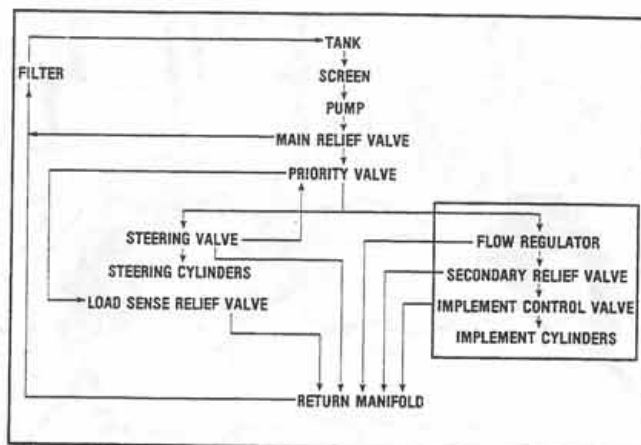 TANK
FILTER
SCREEN
PUMP
MAIN RELIEF VALVE
PRIORITY VALVE
STEERING VALVE
FLOW REGULATOR
STEERING CYLINDERS
SECONDARY RELIEF VALVE
LOAD SENSE RELIEF VALVE
IMPLEMENT CONTROL VALVE
IMPLEMENT CYLINDERS
RETURN MANIFOLD